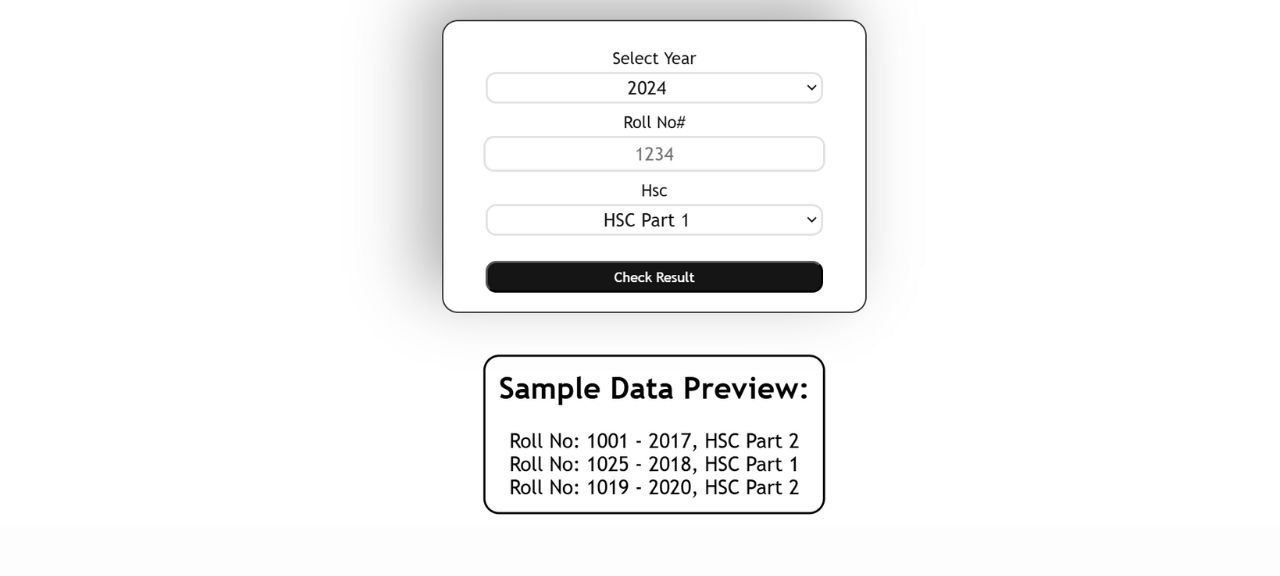 Select Year
2024
Roll No#
1234
Hsc
HSC Part 1
Check Result
Sample Data Preview:
Roll No: 1001 - 2017, HSC Part 2
Roll No: 1025 - 2018, HSC Part 1
Roll No: 1019 - 2020, HSC Part 2